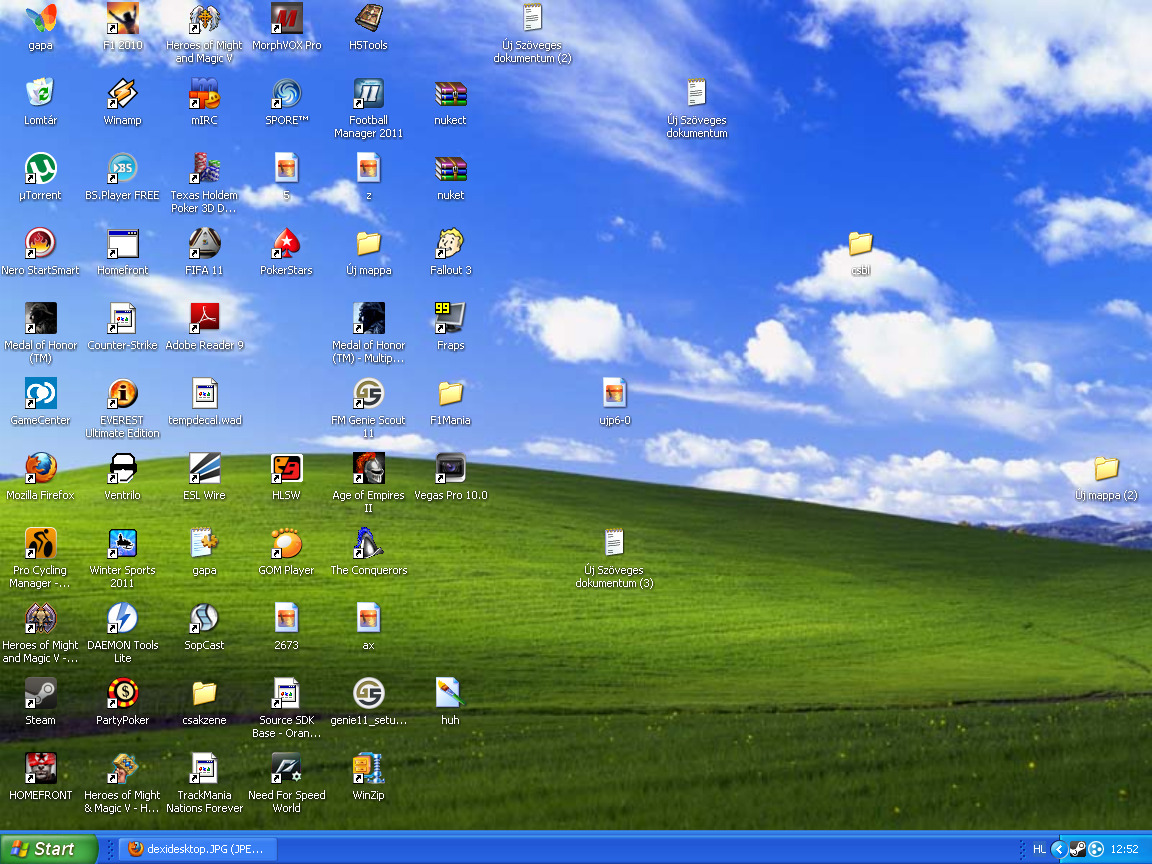 gapa
F1 2010
Heroes of Might
and Magic V
MorphVOX Pro
H5Tools
Új Szöveges
dokumentum (2)
Lomtár
Winamp
mIRC
SPORE™
Football
Manager 2011
nukect
Új Szöveges
dokumentum
µTorrent
BS.Player FREE
Texas Holdem
Poker 3D D...
5
z
nuket
Nero StartSmart
Homefront
FIFA 11
PokerStars
Új mappa
Fallout 3
csbl
Medal of Honor
(TM)
Counter-Strike
Adobe Reader 9
Medal of Honor
(TM) - Multip...
99
Fraps
GameCenter
EVEREST
Ultimate Edition
tempdecal.wad
FM Genie Scout
11
F1Mania
ujp6-0
Mozilla Firefox
Ventrilo
ESL Wire
HLSW
Age of Empires
II
Vegas Pro 10.0
Új mappa (2)
Pro Cycling
Manager -...
Winter Sports
2011
gapa
GOM Player
The Conquerors
Új Szöveges
dokumentum (3)
Heroes of Might
and Magic V -...
DAEMON Tools
Lite
SopCast
2673
ax
Steam
PartyPoker
csakzene
Source SDK
Base - Oran...
genie11_setu...
huh
HOMEFRONT
Heroes of Might
& Magic V - H...
TrackMania
Nations Forever
Need For Speed
World
WinZip
Start
dexidesktop.JPG (JPE...
HL
12:52